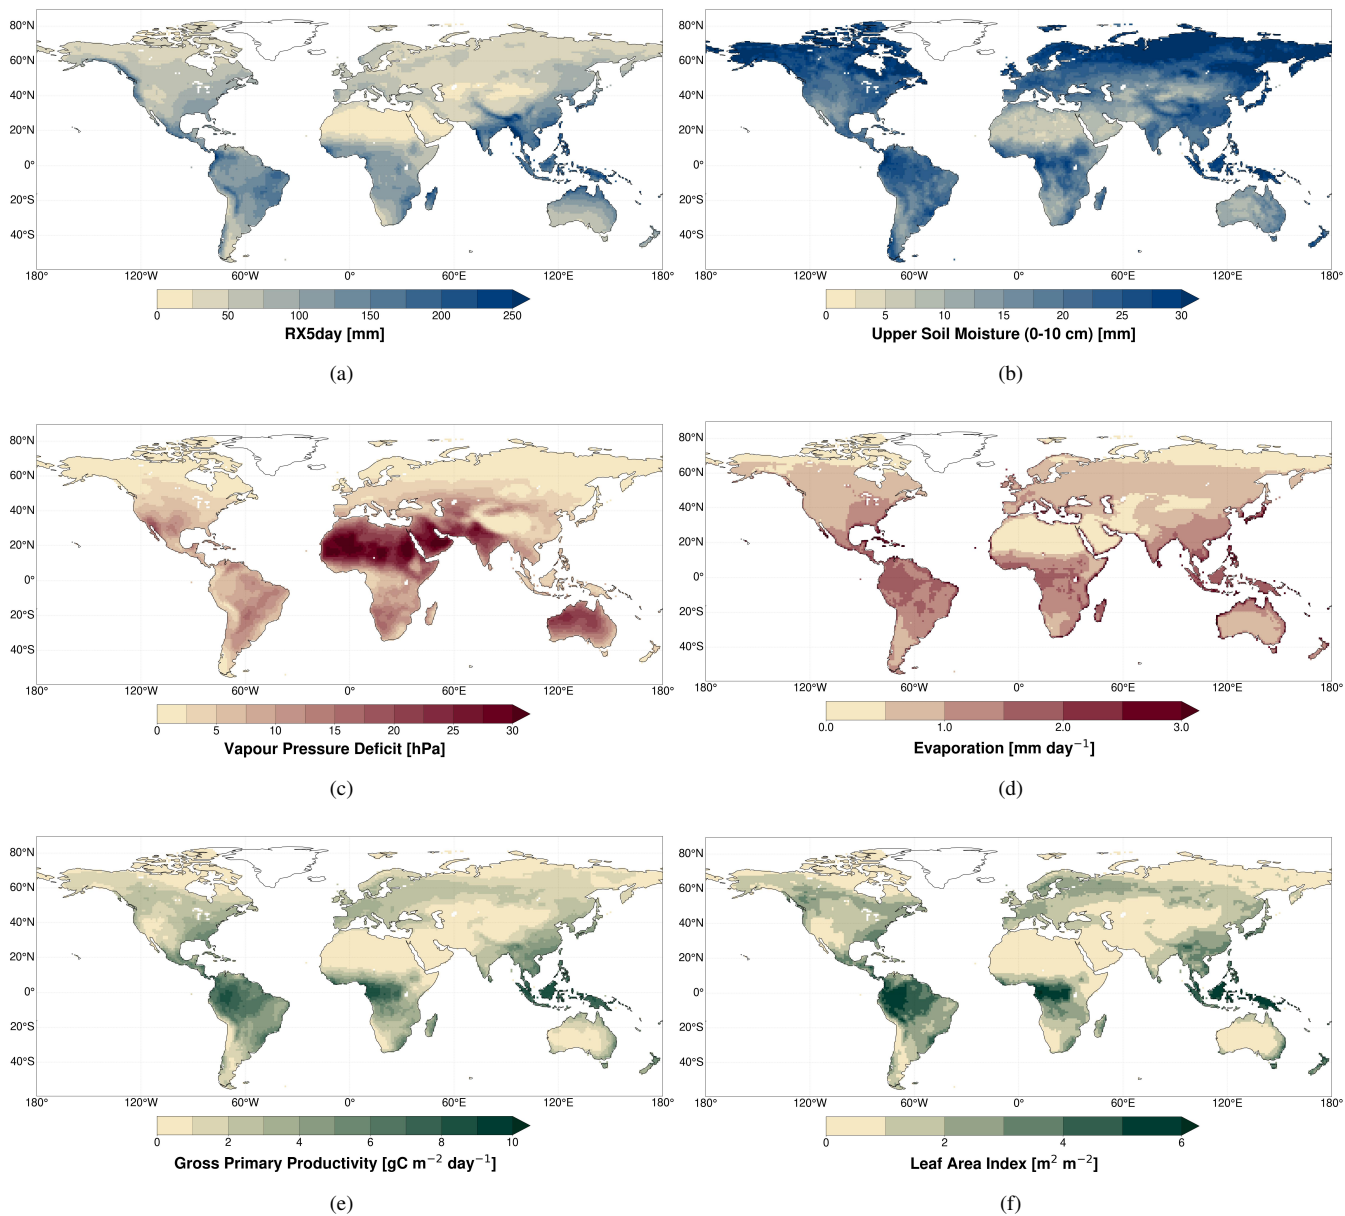 80°N
60°N
40°N
20°N
0°
20°S
40°S
180° 120°W 60°W 0° 60°E 120°E 180°
0 50 100 150 200 250
RX5day [mm]
(a)
80°N
60°N
40°N
20°N
0°
20°S
40°S
180° 120°W 60°W 0° 60°E 120°E 180°
0 5 10 15 20 25 30
Upper Soil Moisture (0-10 cm) [mm]
(b)
80°N
60°N
40°N
20°N
0°
20°S
40°S
180° 120°W 60°W 0° 60°E 120°E 180°
0 5 10 15 20 25 30
Vapour Pressure Deficit [hPa]
(c)
80°N
60°N
40°N
20°N
0°
20°S
40°S
180° 120°W 60°W 0° 60°E 120°E 180°
0.0 1.0 2.0 3.0
Evaporation [mm day⁻¹]
(d)
80°N
60°N
40°N
20°N
0°
20°S
40°S
180° 120°W 60°W 0° 60°E 120°E 180°
0 2 4 6 8 10
Gross Primary Productivity [gC m⁻² day⁻¹]
(e)
80°N
60°N
40°N
20°N
0°
20°S
40°S
180° 120°W 60°W 0° 60°E 120°E 180°
0 2 4 6
Leaf Area Index [m² m⁻²]
(f)